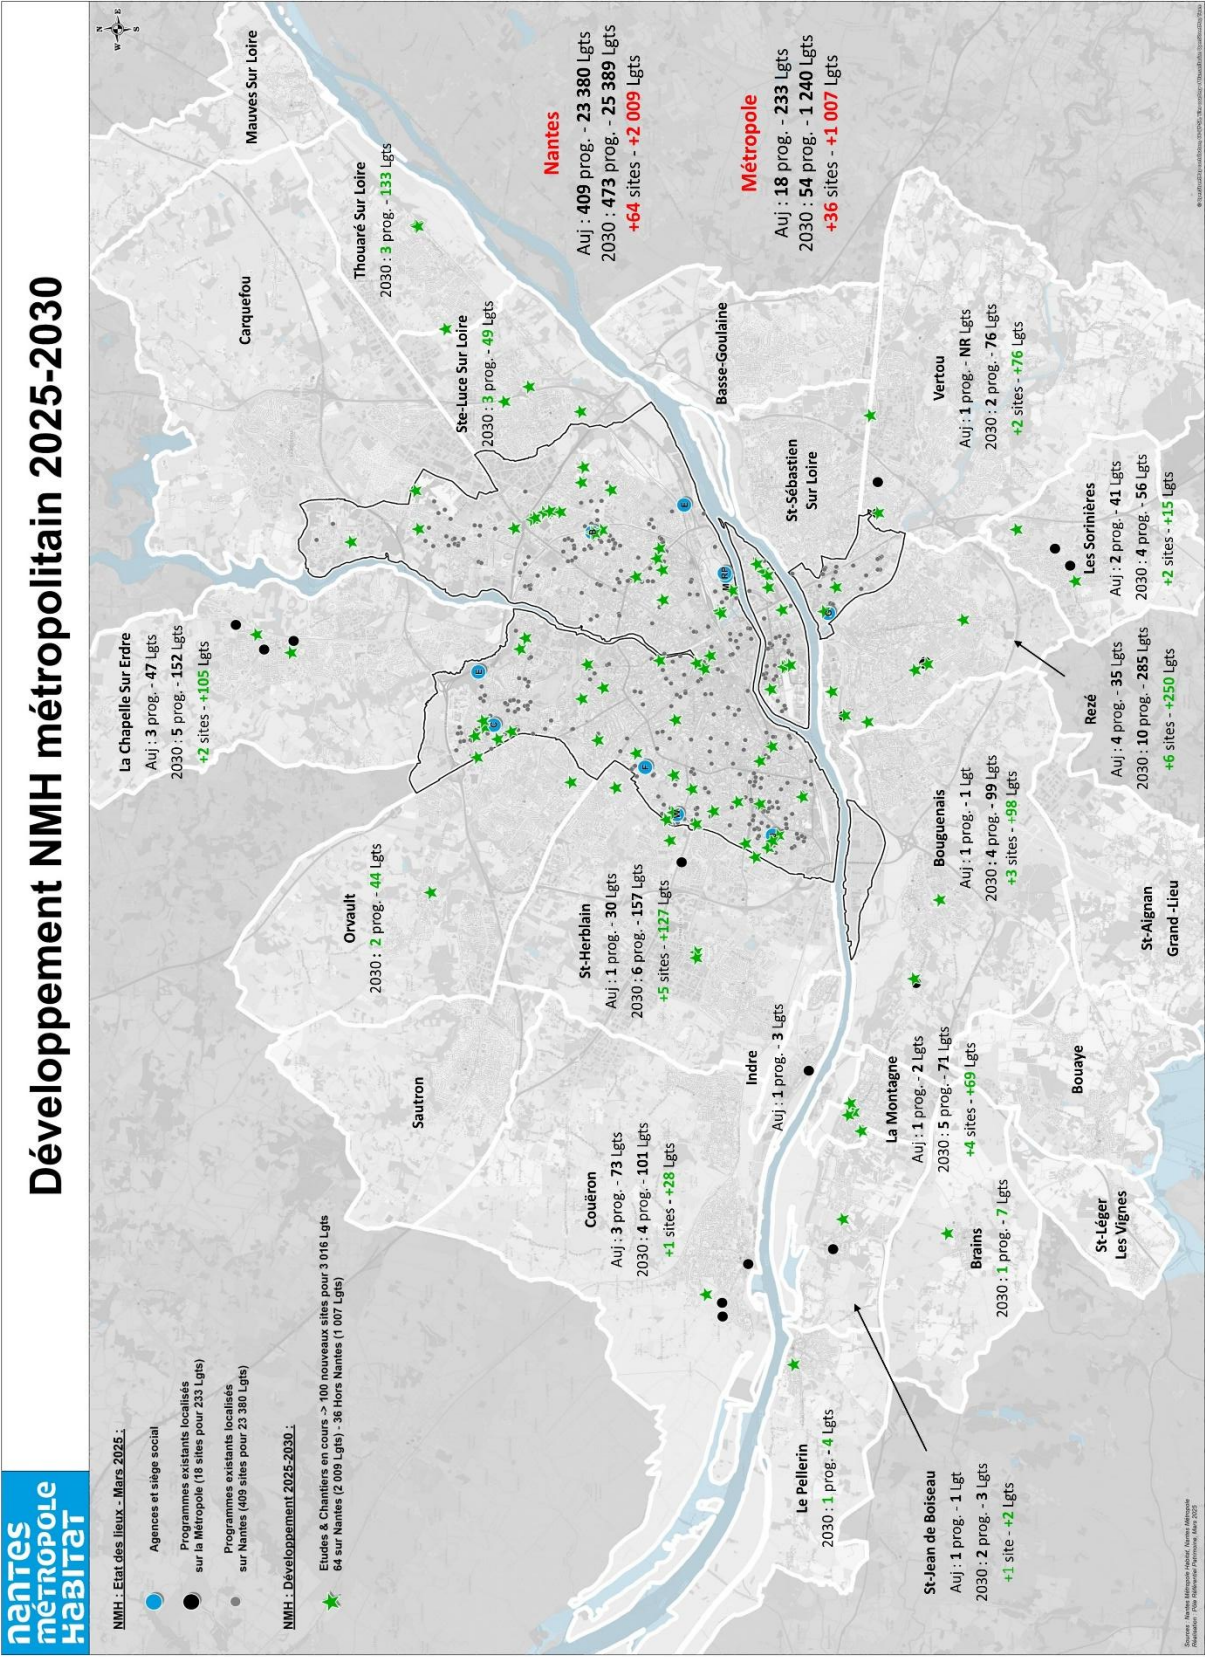 Développement NMH métropolitain 2025-2030
nantes
métropole
Habitat
NMH : Etat des lieux - Mars 2025 :
Agences et siège social
Programmes existants localisés
sur la Métropole (18 sites pour 233 Lgts)
Programmes existants localisés
sur Nantes (409 sites pour 23 380 Lgts)
NMH : Développement 2025-2030 :
Etudes & Chantiers en cours -> 100 nouveaux sites pour 3 016 Lgts
64 sur Nantes (2 009 Lgts) - 36 Hors Nantes (1 007 Lgts)
N
E
S
W
Mauves Sur Loire
Carquefou
Thouaré Sur Loire
2030 : 3 prog. - 133 Lgts
Ste-Luce Sur Loire
2030 : 3 prog. - 49 Lgts
La Chapelle Sur Erdre
Auj : 3 prog. - 47 Lgts
2030 : 5 prog. - 152 Lgts
+2 sites - +105 Lgts
Orvault
2030 : 2 prog. - 44 Lgts
Sautron
St-Herblain
Auj : 1 prog. - 30 Lgts
2030 : 6 prog. - 157 Lgts
+5 sites - +127 Lgts
Couëron
Auj : 3 prog. - 73 Lgts
2030 : 4 prog. - 101 Lgts
+1 sites - +28 Lgts
Indre
Auj : 1 prog. - 3 Lgts
Nantes
Auj : 409 prog. - 23 380 Lgts
2030 : 473 prog. - 25 389 Lgts
+64 sites - +2 009 Lgts
Métropole
Auj : 18 prog. - 233 Lgts
2030 : 54 prog. - 1 240 Lgts
+36 sites - +1 007 Lgts
Basse-Goulaine
St-Sébastien
Sur Loire
Vertou
Auj : 1 prog. - NR Lgts
2030 : 2 prog. - 76 Lgts
+2 sites - +76 Lgts
Les Sorinières
Auj : 2 prog. - 41 Lgts
2030 : 4 prog. - 56 Lgts
+2 sites - +15 Lgts
Rezé
Auj : 4 prog. - 35 Lgts
2030 : 10 prog. - 285 Lgts
+6 sites - +250 Lgts
Bouguenais
Auj : 1 prog. - 1 Lgt
2030 : 4 prog. - 99 Lgts
+3 sites - +98 Lgts
St-Aignan
Grand -Lieu
La Montagne
Auj : 1 prog. - 2 Lgts
2030 : 5 prog. - 71 Lgts
+4 sites - +69 Lgts
Bouaye
Brains
2030 : 1 prog. - 7 Lgts
St-Léger
Les Vignes
Le Pellerin
2030 : 1 prog. - 4 Lgts
St-Jean de Boiseau
Auj : 1 prog. - 1 Lgt
2030 : 2 prog. - 3 Lgts
+1 site - +2 Lgts
Sources : Nantes Métropole Habitat, Nantes Métropole
Réalisation : Pôle Référentiel Patrimoine, Mars 2025